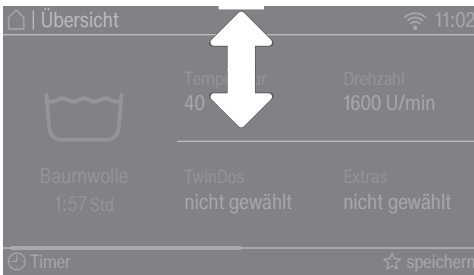 | Übersicht 11:02
Drehzahl
40 1600 U/min
Baumwolle TwinDos Extras
1:57 Std nicht gewählt nicht gewählt
Timer speichern